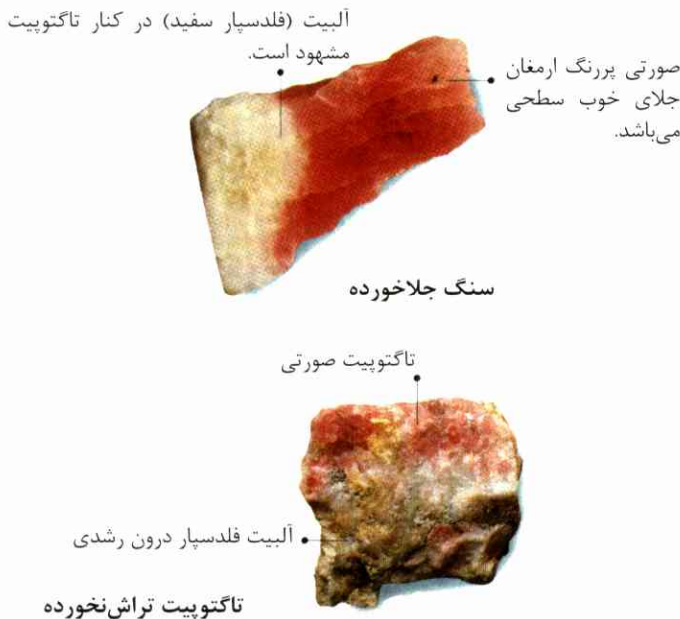 آلبیت (فلدسپار سفید) در کنار تاگتوپیت
مشهود است.
صورتی پررنگ ارمغان
جلای خوب سطحی
می‌باشد.
سنگ جلاخورده
تاگتوپیت صورتی
آلبیت فلدسپار درون رشدی
تاگتوپیت تراش‌نخورده